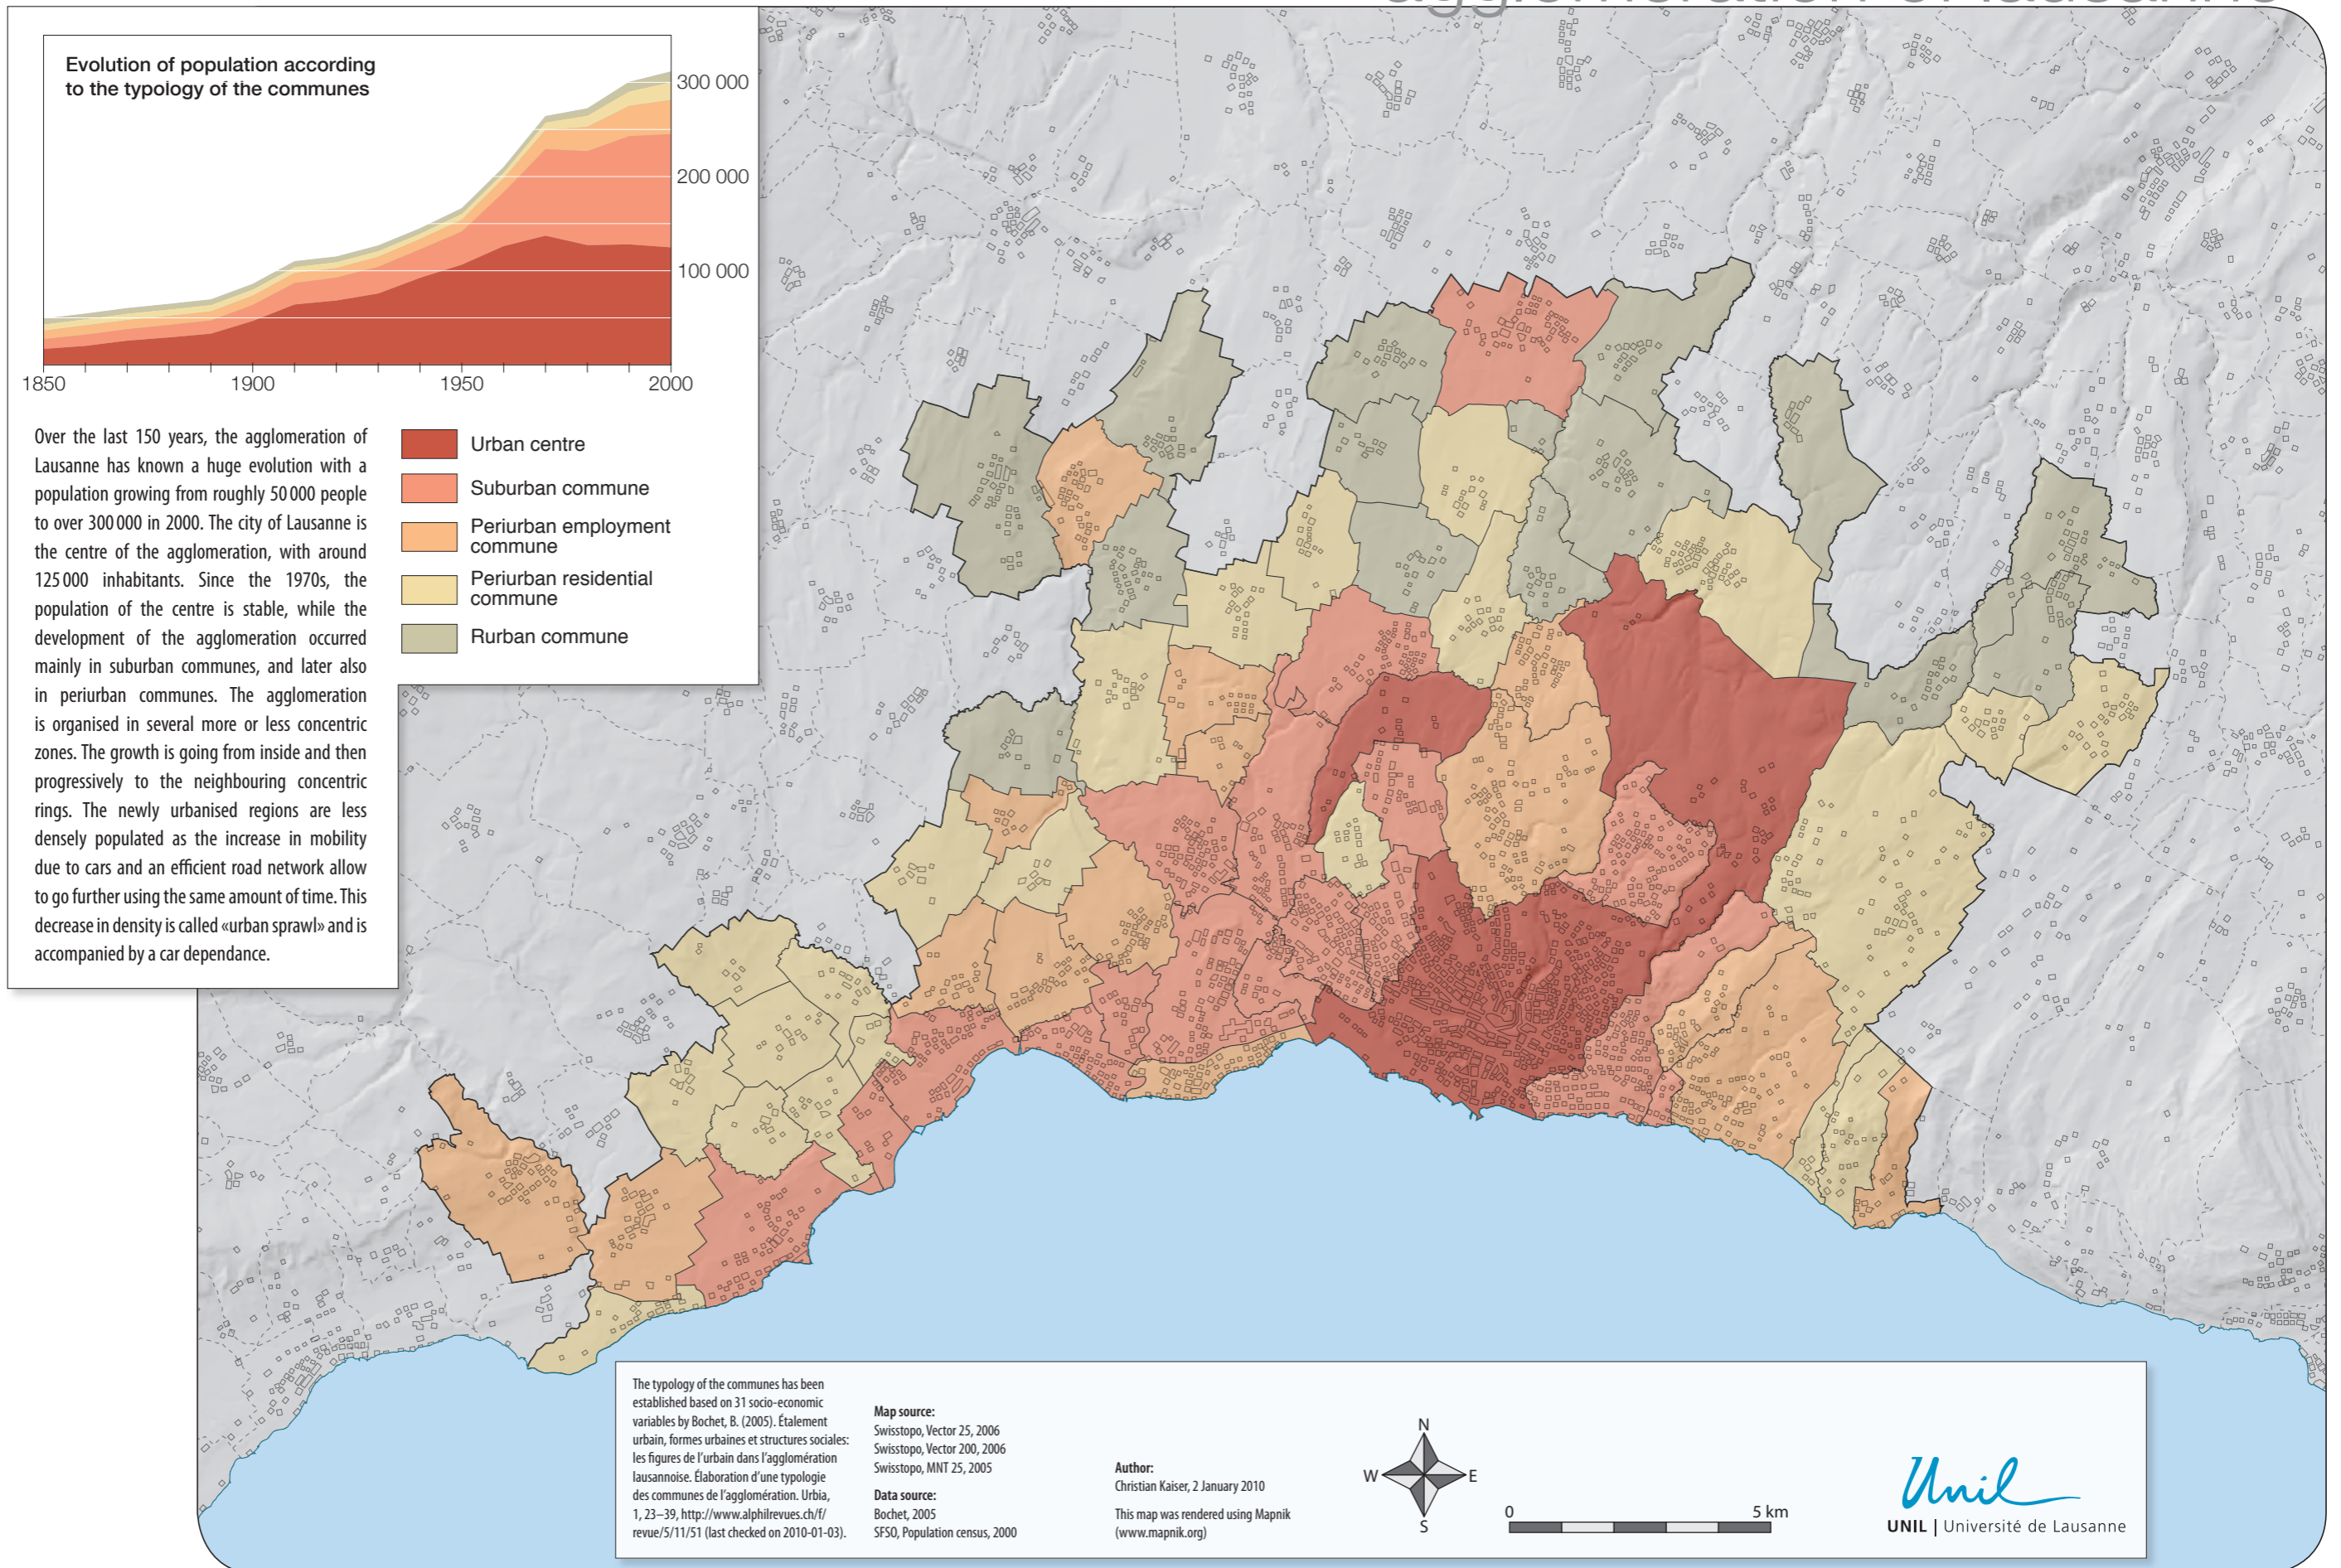 agglomeration of lausanne
Evolution of population according
to the typology of the communes
300 000
200 000
100 000
1850
1900
1950
2000
Over the last 150 years, the agglomeration of
Lausanne has known a huge evolution with a
population growing from roughly 50 000 people
to over 300 000 in 2000. The city of Lausanne is
the centre of the agglomeration, with around
125 000 inhabitants. Since the 1970s, the
population of the centre is stable, while the
development of the agglomeration occurred
mainly in suburban communes, and later also
in periurban communes. The agglomeration
is organised in several more or less concentric
zones. The growth is going from inside and then
progressively to the neighbouring concentric
rings. The newly urbanised regions are less
densely populated as the increase in mobility
due to cars and an efficient road network allow
to go further using the same amount of time. This
decrease in density is called «urban sprawl» and is
accompanied by a car dependance.
Urban centre
Suburban commune
Periurban employment
commune
Periurban residential
commune
Rurban commune
The typology of the communes has been
established based on 31 socio-economic
variables by Bochet, B. (2005). Étalement
urbain, formes urbaines et structures sociales:
les figures de l'urbain dans l'agglomération
lausannoise. Élaboration d'une typologie
des communes de l'agglomération. Urbia,
1, 23–39, http://www.alphilrevues.ch/f/
revue/5/11/51 (last checked on 2010-01-03).
Map source:
Swisstopo, Vector 25, 2006
Swisstopo, Vector 200, 2006
Swisstopo, MNT 25, 2005
Data source:
Bochet, 2005
SFSO, Population census, 2000
Author:
Christian Kaiser, 2 January 2010
This map was rendered using Mapnik
(www.mapnik.org)
N
W
E
S
0
5 km
Unil
UNIL | Université de Lausanne